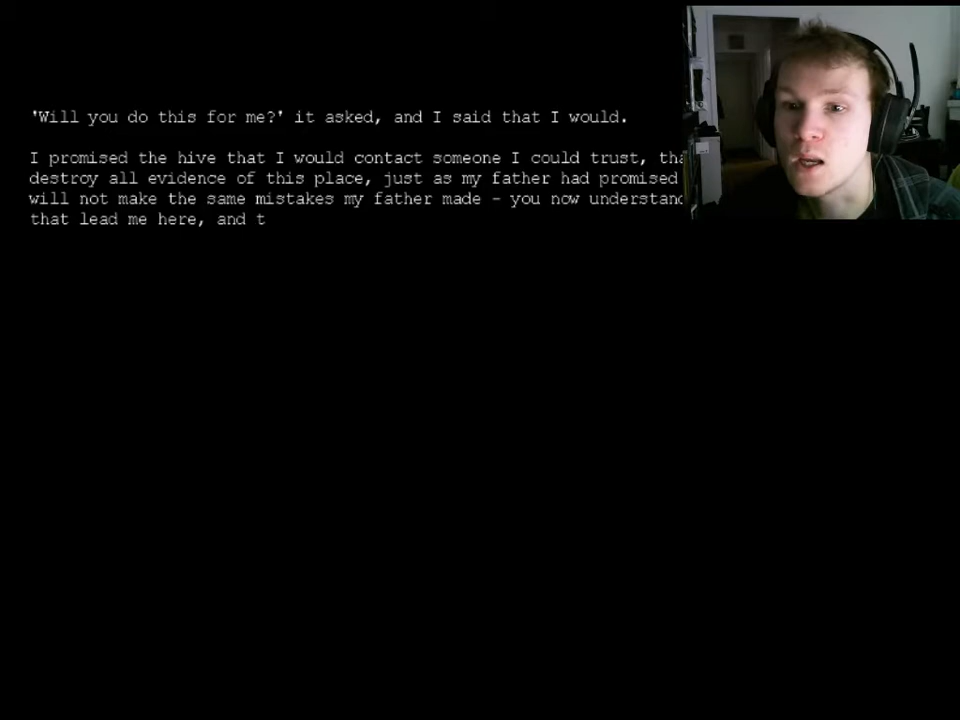 'Will you do this for me?' it asked, and I said that I would.
I promised the hive that I would contact someone I could trust,
destroy all evidence of this place, just as my father had promised
will not make the same mistakes my father made - you now understand
that lead me here, and t